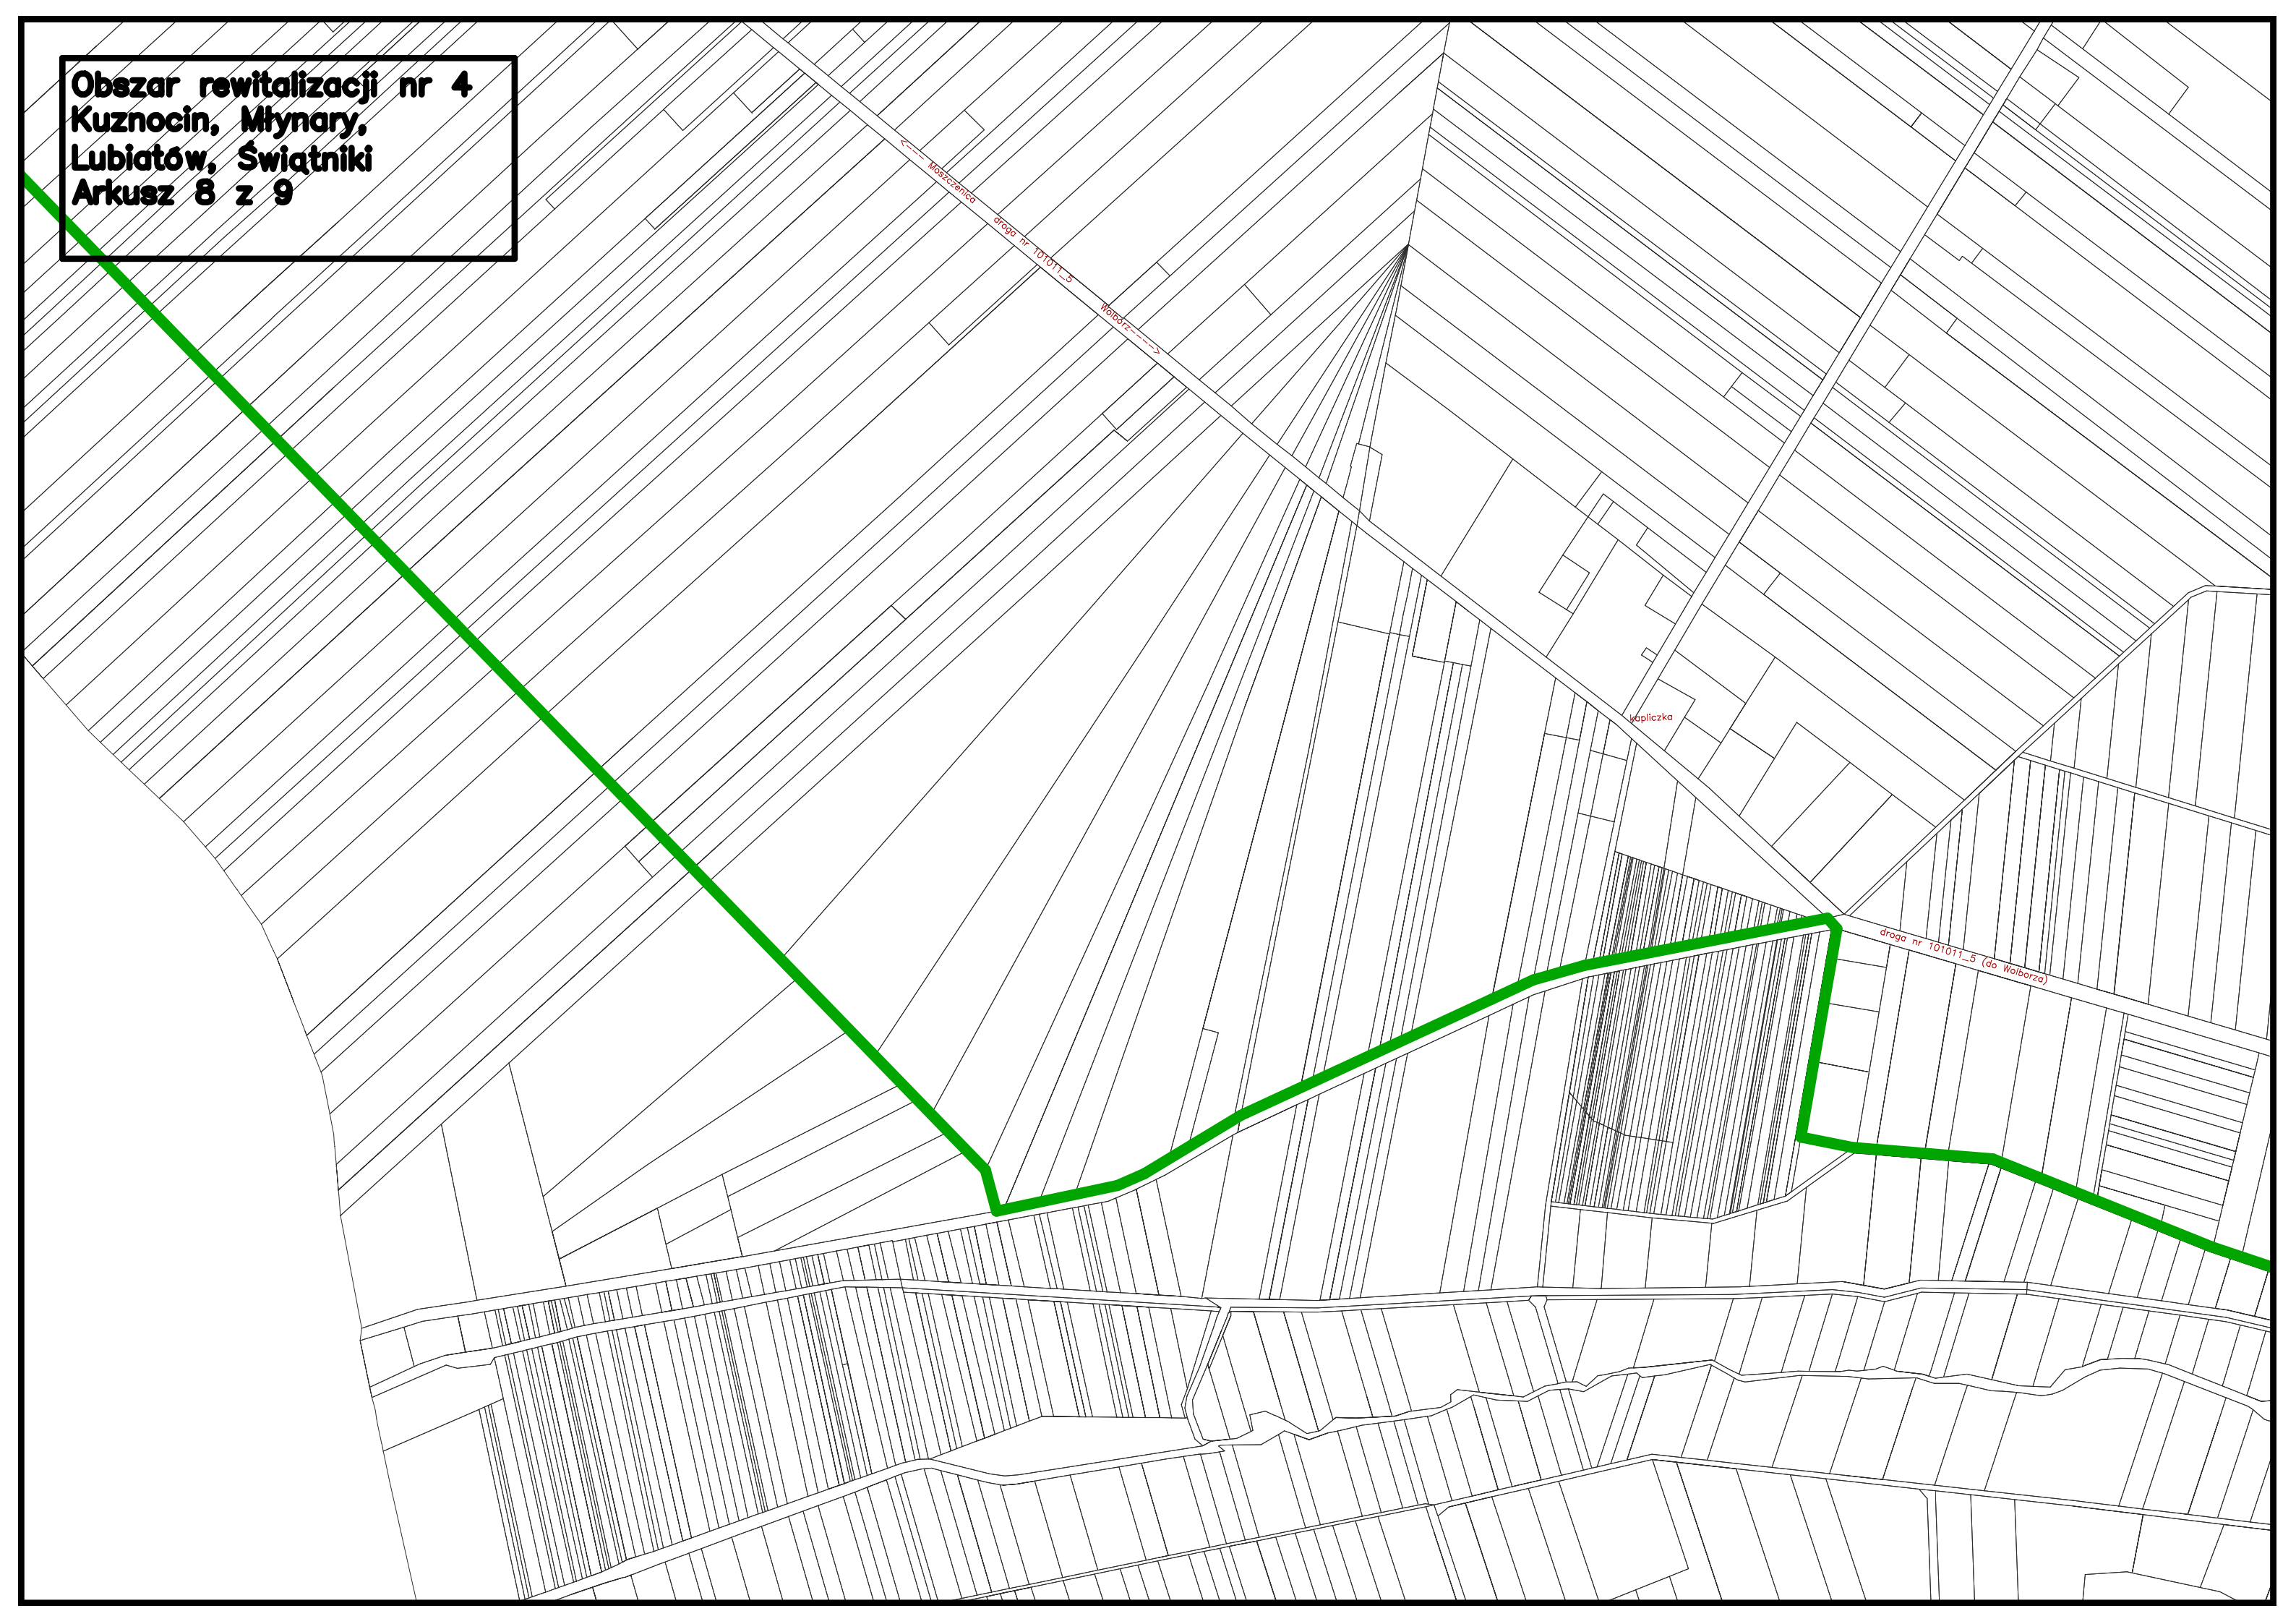 Obszar rewitalizacji nr 4
Kuznocin, Młynary,
Lubiatów, Świątniki
Arkusz 8 z 9
<---- Moszczenica droga nr 101011_5 Wolbórz----->
kapliczka
droga nr 101011_5 (do Wolborza)